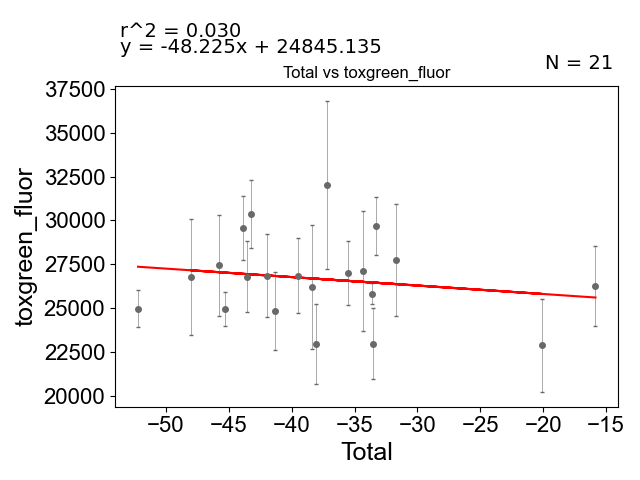 r^2 = 0.030
y = -48.225x + 24845.135
N = 21
Total vs toxgreen_fluor
37500
35000
32500
30000
27500
25000
22500
20000
toxgreen_fluor
−50 −45 −40 −35 −30 −25 −20 −15
Total